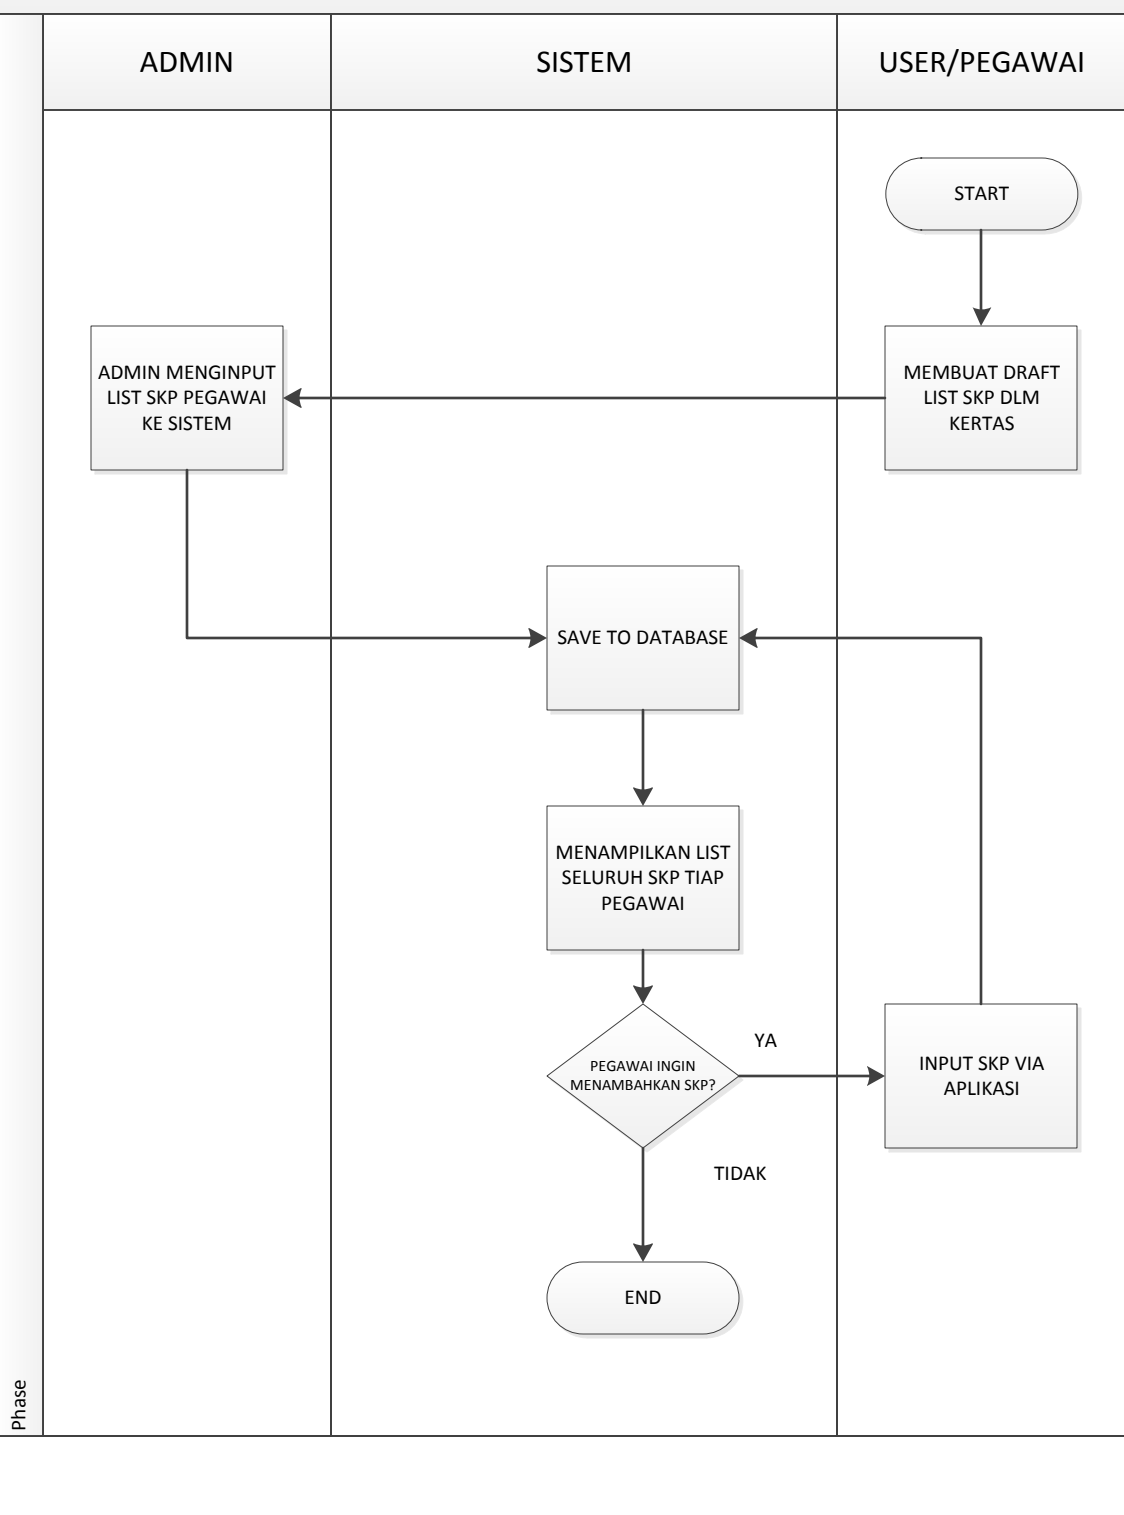 ADMIN
SISTEM
USER/PEGAWAI
START
MEMBUAT DRAFT
LIST SKP DLM
KERTAS
ADMIN MENGINPUT
LIST SKP PEGAWAI
KE SISTEM
SAVE TO DATABASE
MENAMPILKAN LIST
SELURUH SKP TIAP
PEGAWAI
PEGAWAI INGIN
MENAMBAHKAN SKP?
YA
INPUT SKP VIA
APLIKASI
TIDAK
END
Phase